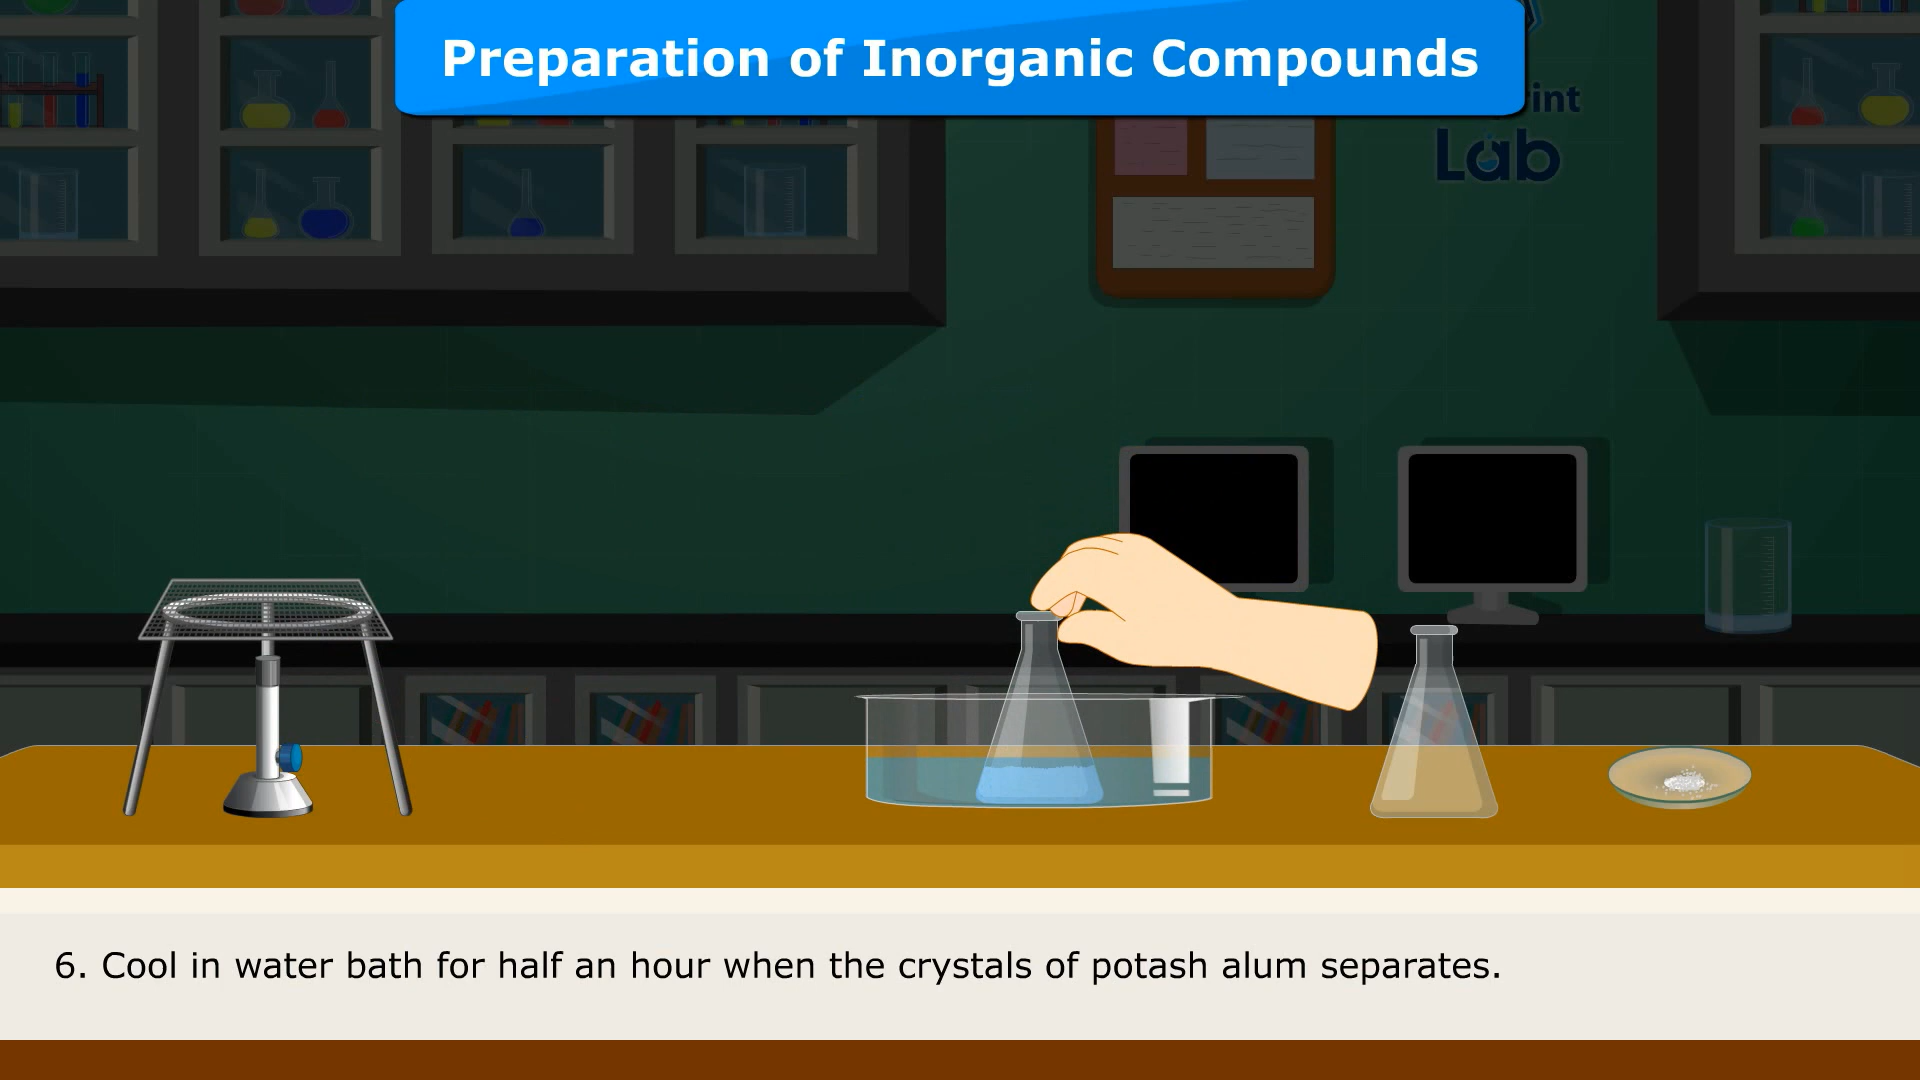 Preparation of Inorganic Compounds
Lab
6. Cool in water bath for half an hour when the crystals of potash alum separates.